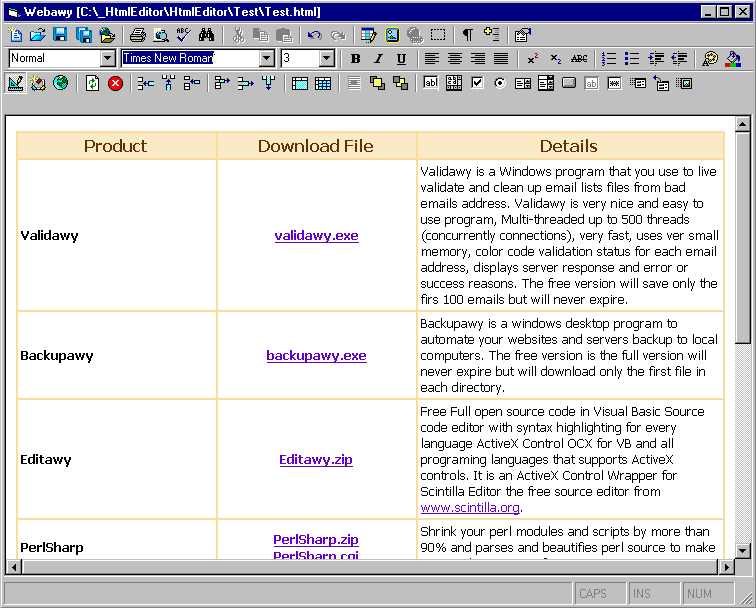 Webawy [C:\_HtmlEditor\HtmlEditor\Test\Test.html]
Normal
Times New Roman
3
B I U
ABC
Product
Download File
Details
Validawy
validawy.exe
Validawy is a Windows program that you use to live
validate and clean up email lists files from bad
emails address. Validawy is very nice and easy to
use program, Multi-threaded up to 500 threads
(concurrently connections), very fast, uses ver small
memory, color code validation status for each email
address, displays server response and error or
success reasons. The free version will save only the
firs 100 emails but will never expire.
Backupawy
backupawy.exe
Backupawy is a windows desktop program to
automate your websites and servers backup to local
computers. The free version is the full version will
never expire but will download only the first file in
each directory.
Editawy
Editawy.zip
Free Full open source code in Visual Basic Source
code editor with syntax highlighting for every
language ActiveX Control OCX for VB and all
programing languages that supports ActiveX
controls. It is an ActiveX Control Wrapper for
Scintilla Editor the free source editor from
www.scintilla.org.
PerlSharp
PerlSharp.zip
PerlSharp.cgi
Shrink your perl modules and scripts by more than
90% and parses and beautifies perl source to make
CAPS
INS
NUM